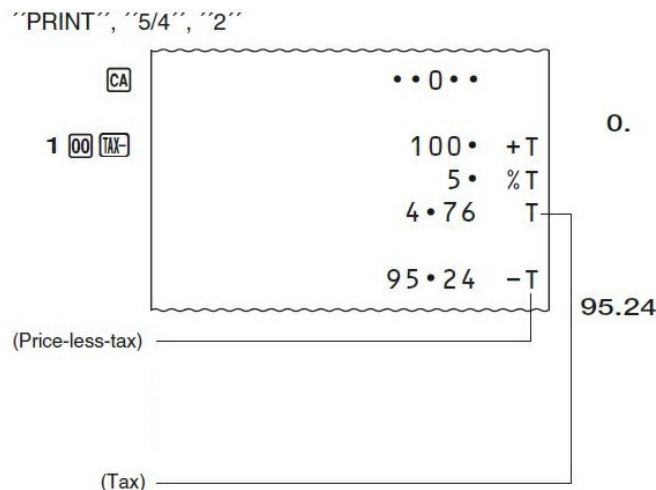 ´´PRINT´´, ´´5/4´´, ´´2´´
CA ••0••
0.
1 00 TAX– 100• +T
5• %T
4•76 T
95•24 –T
95.24
(Price-less-tax)
(Tax)